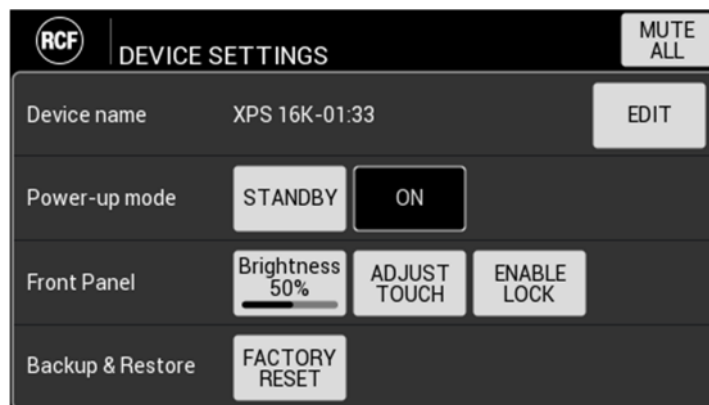 RCF
DEVICE SETTINGS
MUTE
ALL
Device name
XPS 16K-01:33
EDIT
Power-up mode
STANDBY
ON
Front Panel
Brightness
50%
ADJUST
TOUCH
ENABLE
LOCK
Backup & Restore
FACTORY
RESET